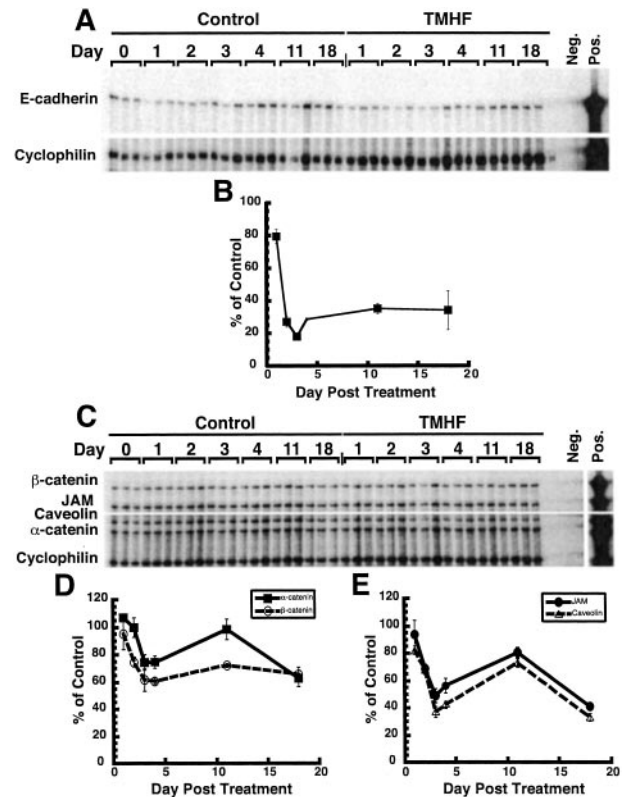 A
Control TMHF
Day 0 1 2 3 4 11 18 1 2 3 4 11 18 Neg. Pos.
E-cadherin
Cyclophilin
B
100
80
60
40
20
0
% of Control
0 5 10 15 20
Day Post Treatment
C
Control TMHF
Day 0 1 2 3 4 11 18 1 2 3 4 11 18 Neg. Pos.
β-catenin
JAM
Caveolin
α-catenin
Cyclophilin
D
120
100
80
60
40
20
0
% of Control
α-catenin
β-catenin
0 5 10 15 20
Day Post Treatment
E
120
100
80
60
40
20
0
% of Control
JAM
Caveolin
0 5 10 15 20
Day Post Treatment